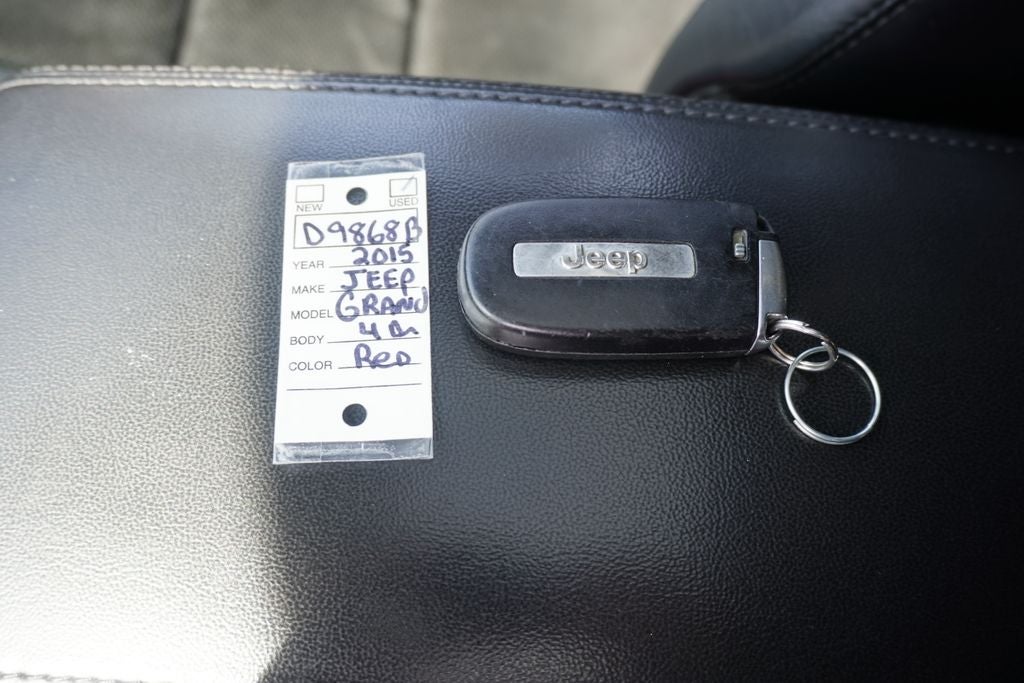 NEW USED
D9868B
YEAR 2015
MAKE JEEP
MODEL GRAND
BODY 4 DR
COLOR RED
Jeep